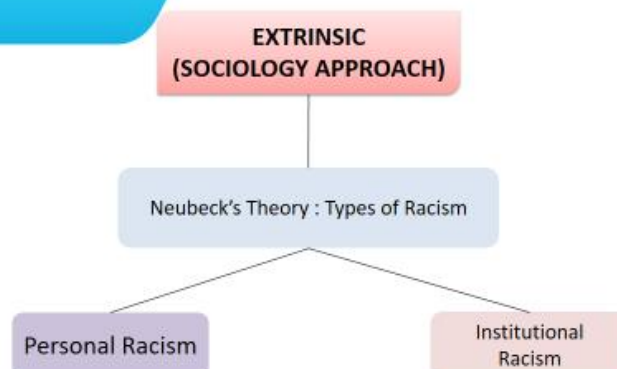 EXTRINSIC
(SOCIOLOGY APPROACH)
Neubeck's Theory : Types of Racism
Personal Racism
Institutional
Racism